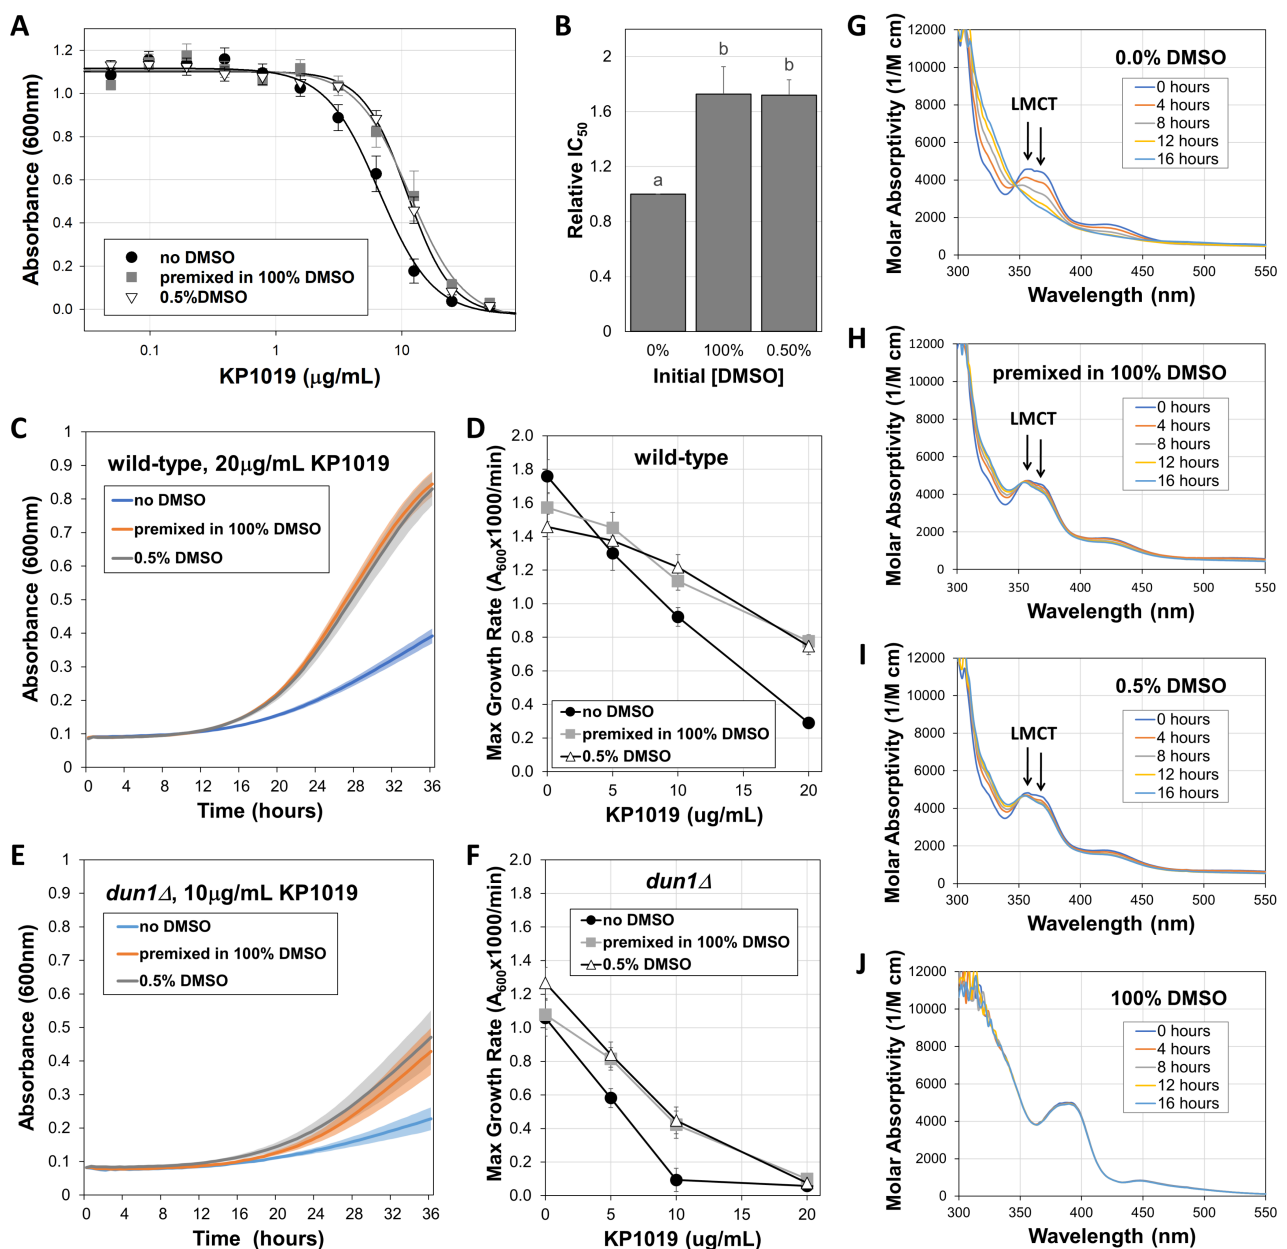 A
Absorbance (600nm)
1.2
1.0
0.8
0.6
0.4
0.2
0.0
no DMSO
premixed in 100% DMSO
0.5%DMSO
0.1
1
10
KP1019 (μg/mL)
B
Relative IC50
2
1.6
1.2
0.8
0.4
0
a
b
b
0%
100%
0.50%
Initial [DMSO]
C
Absorbance (600nm)
1
0.9
0.8
0.7
0.6
0.5
0.4
0.3
0.2
0.1
0
wild-type, 20μg/mL KP1019
no DMSO
premixed in 100% DMSO
0.5% DMSO
0 4 8 12 16 20 24 28 32 36
Time (hours)
D
Max Growth Rate (A600x1000/min)
2.0
1.8
1.6
1.4
1.2
1.0
0.8
0.6
0.4
0.2
0.0
wild-type
no DMSO
premixed in 100% DMSO
0.5% DMSO
0 5 10 15 20
KP1019 (ug/mL)
E
Absorbance (600nm)
1
0.9
0.8
0.7
0.6
0.5
0.4
0.3
0.2
0.1
0
dun1Δ, 10μg/mL KP1019
no DMSO
premixed in 100% DMSO
0.5% DMSO
0 4 8 12 16 20 24 28 32 36
Time (hours)
F
Max Growth Rate (A600x1000/min)
2.0
1.8
1.6
1.4
1.2
1.0
0.8
0.6
0.4
0.2
0.0
dun1Δ
no DMSO
premixed in 100% DMSO
0.5% DMSO
0 5 10 15 20
KP1019 (ug/mL)
G
Molar Absorptivity (1/M cm)
12000
10000
8000
6000
4000
2000
0
0.0% DMSO
LMCT
0 hours
4 hours
8 hours
12 hours
16 hours
300 350 400 450 500 550
Wavelength (nm)
H
Molar Absorptivity (1/M cm)
12000
10000
8000
6000
4000
2000
0
premixed in 100% DMSO
LMCT
0 hours
4 hours
8 hours
12 hours
16 hours
300 350 400 450 500 550
Wavelength (nm)
I
Molar Absorptivity (1/M cm)
12000
10000
8000
6000
4000
2000
0
0.5% DMSO
LMCT
0 hours
4 hours
8 hours
12 hours
16 hours
300 350 400 450 500 550
Wavelength (nm)
J
Molar Absorptivity (1/M cm)
12000
10000
8000
6000
4000
2000
0
100% DMSO
0 hours
4 hours
8 hours
12 hours
16 hours
300 350 400 450 500 550
Wavelength (nm)